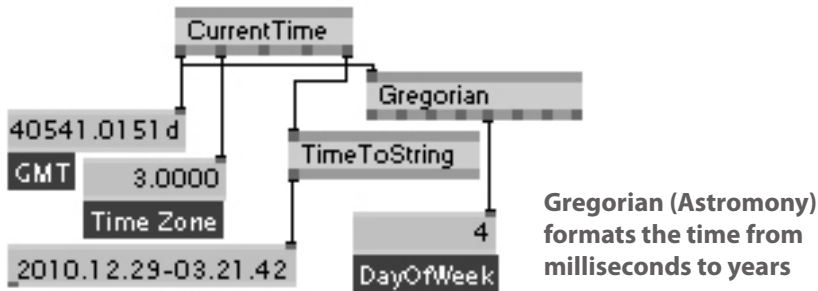 CurrentTime
Gregorian
40541.0151d
TimeToString
GMT
3.0000
Time Zone
4
2010.12.29-03.21.42
DayOfWeek
Gregorian (Astromony)
formats the time from
milliseconds to years